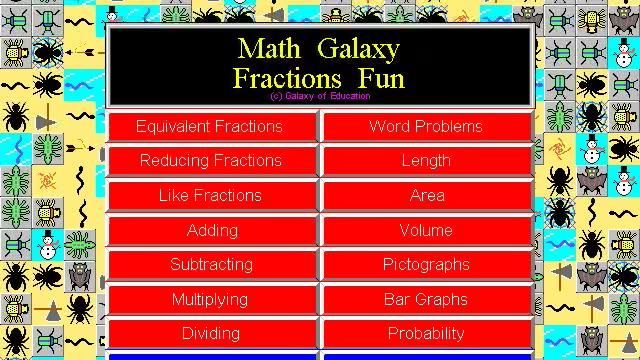 Math Galaxy
Fractions Fun
(c) Galaxy of Education
Equivalent Fractions
Word Problems
Reducing Fractions
Length
Like Fractions
Area
Adding
Volume
Subtracting
Pictographs
Multiplying
Bar Graphs
Dividing
Probability